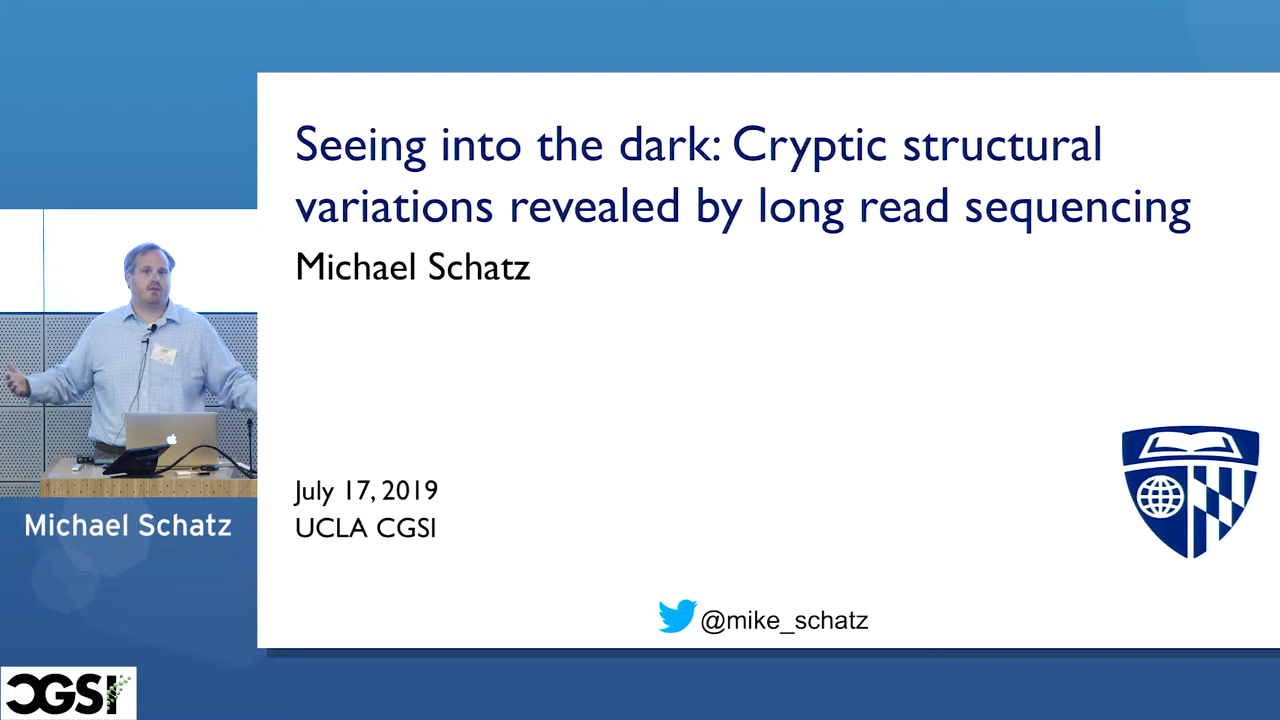 Seeing into the dark: Cryptic structural
variations revealed by long read sequencing
Michael Schatz
July 17, 2019
UCLA CGSI
@mike_schatz
Michael Schatz
CGSI